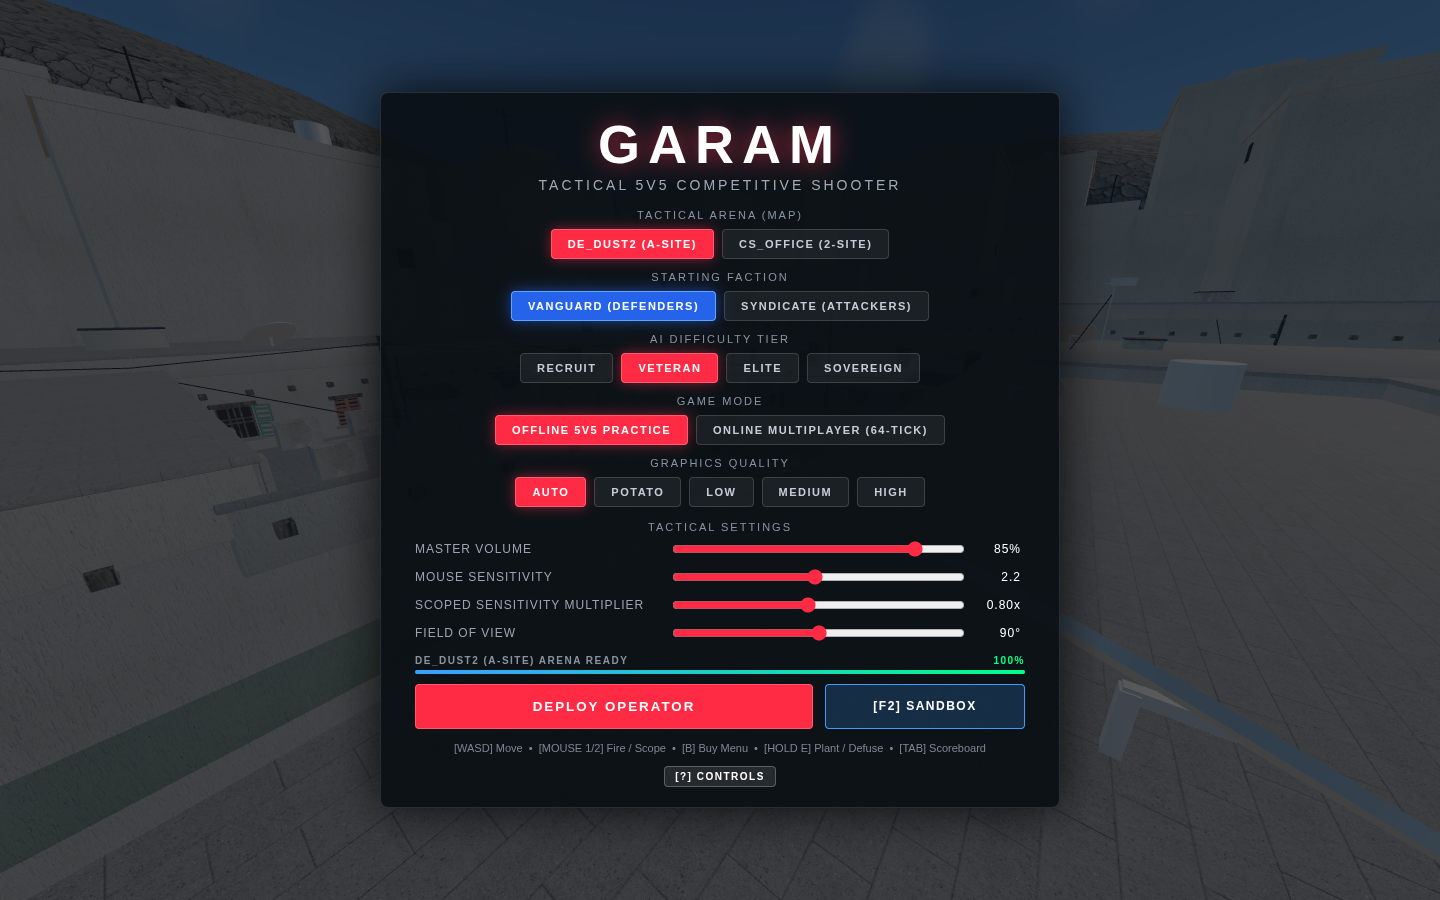 GARAM
TACTICAL 5V5 COMPETITIVE SHOOTER
TACTICAL ARENA (MAP)
DE_DUST2 (A-SITE) CS_OFFICE (2-SITE)
STARTING FACTION
VANGUARD (DEFENDERS) SYNDICATE (ATTACKERS)
AI DIFFICULTY TIER
RECRUIT VETERAN ELITE SOVEREIGN
GAME MODE
OFFLINE 5V5 PRACTICE ONLINE MULTIPLAYER (64-TICK)
GRAPHICS QUALITY
AUTO POTATO LOW MEDIUM HIGH
TACTICAL SETTINGS
MASTER VOLUME 85%
MOUSE SENSITIVITY 2.2
SCOPED SENSITIVITY MULTIPLIER 0.80x
FIELD OF VIEW 90°
DE_DUST2 (A-SITE) ARENA READY 100%
DEPLOY OPERATOR [F2] SANDBOX
[WASD] Move • [MOUSE 1/2] Fire / Scope • [B] Buy Menu • [HOLD E] Plant / Defuse • [TAB] Scoreboard
[?] CONTROLS